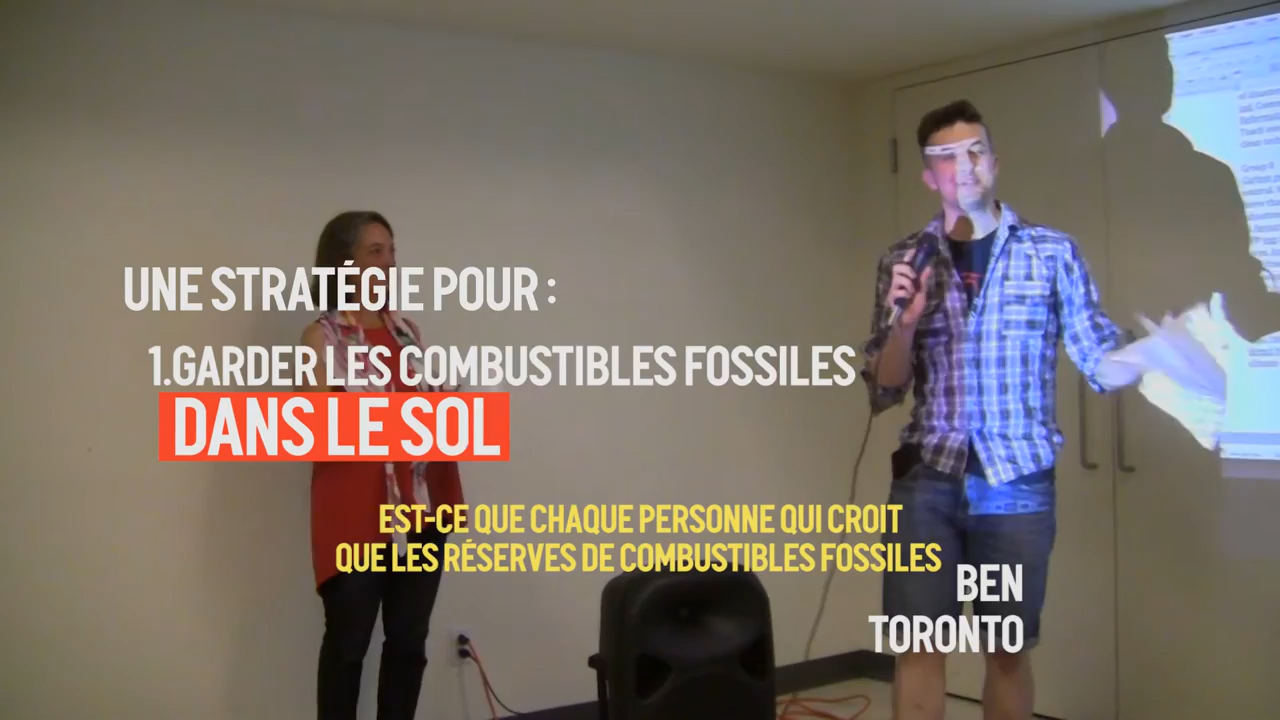 UNE STRATÉGIE POUR :
1.GARDER LES COMBUSTIBLES FOSSILES
DANS LE SOL
EST-CE QUE CHAQUE PERSONNE QUI CROIT
QUE LES RÉSERVES DE COMBUSTIBLES FOSSILES
BEN
TORONTO